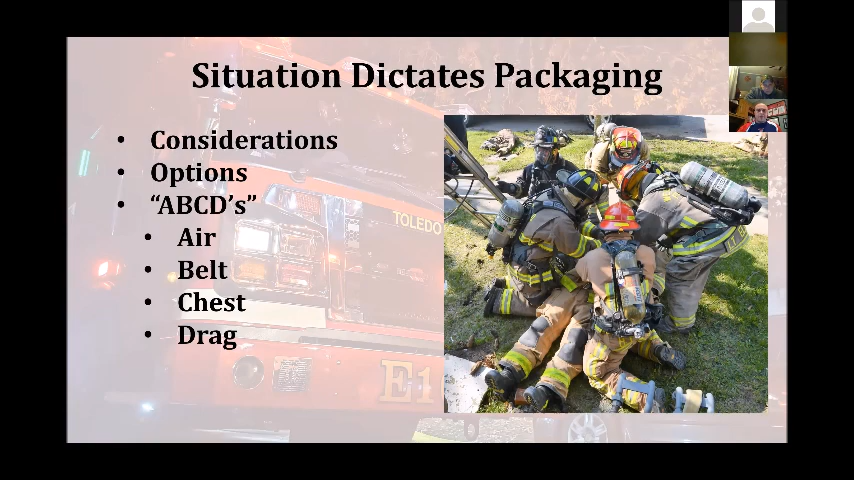 Situation Dictates Packaging
• Considerations
• Options
• “ABCD’s”
• Air
• Belt
• Chest
• Drag
TOLEDO
E1